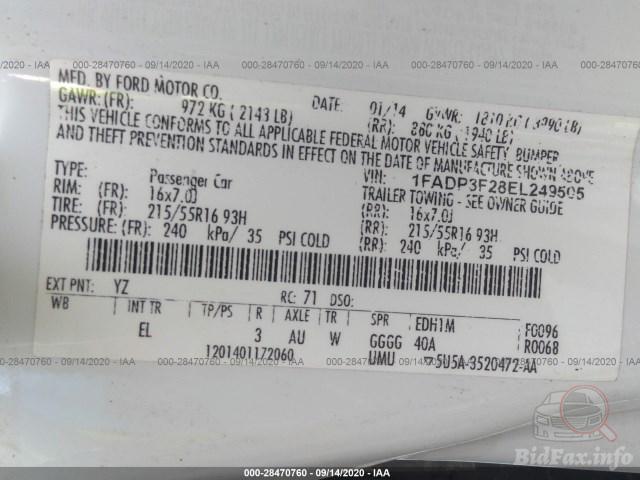 000-28470760 - 09/14/2020 - IAA
MFD. BY FORD MOTOR CO.
DATE: 01/14 GVWR:
GAWR: (FR): 972 KG ( 2143 LB) (RR): 880 KG 1940 LB)
THIS VEHICLE CONFORMS TO ALL APPLICABLE FEDERAL MOTOR VEHICLE SAFETY, BUMPER
AND THEFT PREVENTION STANDARDS IN EFFECT ON THE DATE OF MANUFACTURE SHOWN ABOVE
VIN: 1FADP3F28EL249505
TYPE: Passenger Car TRAILER TOWING - SEE OWNER GUIDE
RIM: (FR): 16x7.0J (RR): 16x7.0J
TIRE: (FR): 215/55R16 93H (RR): 215/55R16 93H
PRESSURE: (FR): 240 kPa/ 35 PSI COLD (RR): 240 kPa/ 35 PSI COLD
EXT PNT: YZ RC: 71 DSO:
WB INT TR TP/PS R AXLE TR SPR EDH1M F0096
EL 3 AU W GGGG 40A R0068
1201401172060 UMU 5U5A-3520472-AA
000-28470760 - 09/14/2020 - IAA
BidFax.info